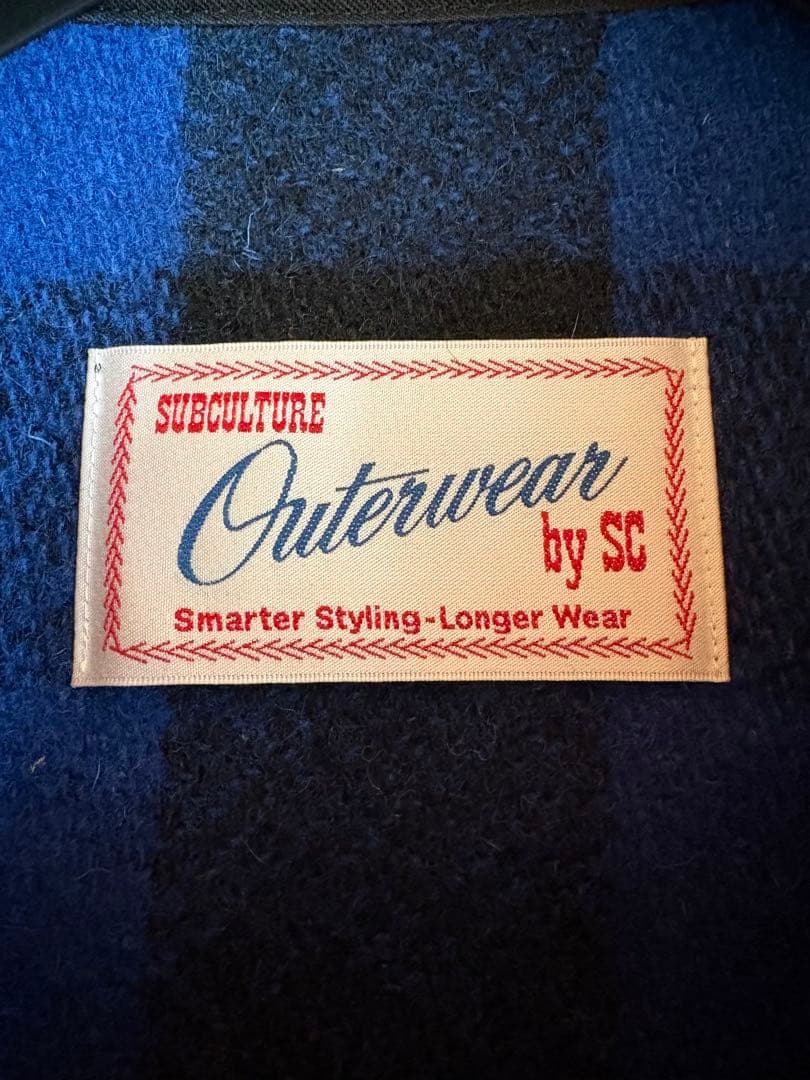 SUBCULTURE
Outerwear
by SC
Smarter Styling-Longer Wear